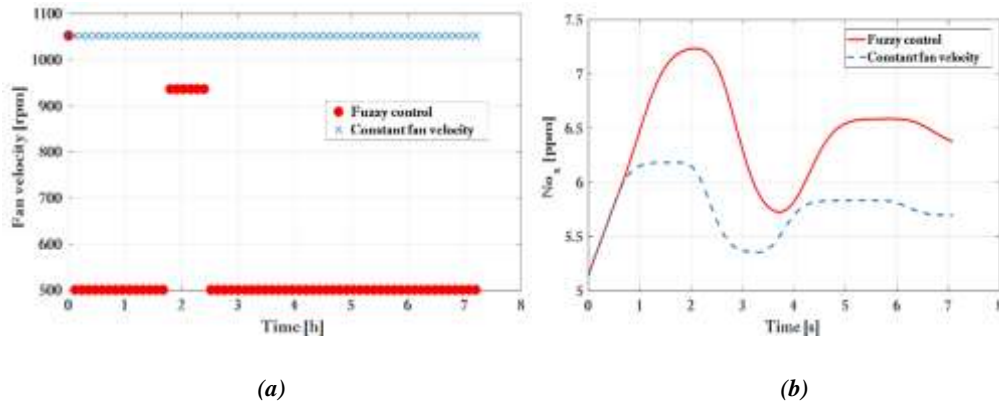 1100
1000
900
800
700
600
500
0 1 2 3 4 5 6 7 8
Fan velocity [rpm]
Time [h]
Fuzzy control
Constant fan velocity
(a)
7.5
7
6.5
6
5.5
5
0 1 2 3 4 5 6 7 8
No x [ppm]
Time [s]
Fuzzy control
Constant fan velocity
(b)